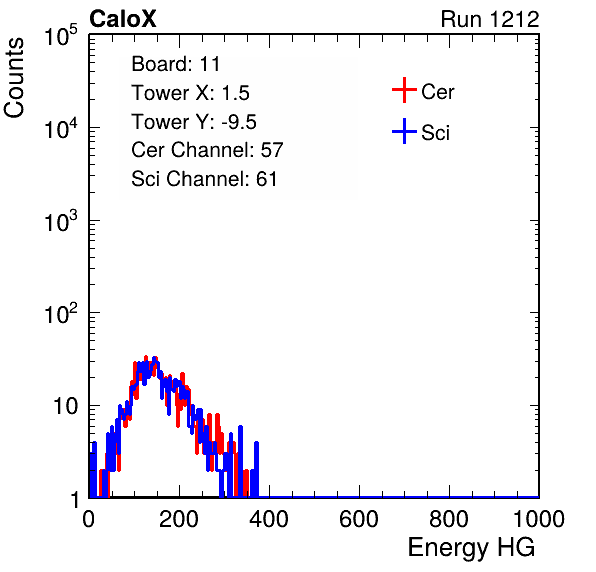 CaloX Run 1212
Counts
10^5
10^4
10^3
10^2
10
1
Board: 11
Tower X: 1.5
Tower Y: -9.5
Cer Channel: 57
Sci Channel: 61
Cer
Sci
0 200 400 600 800 1000
Energy HG